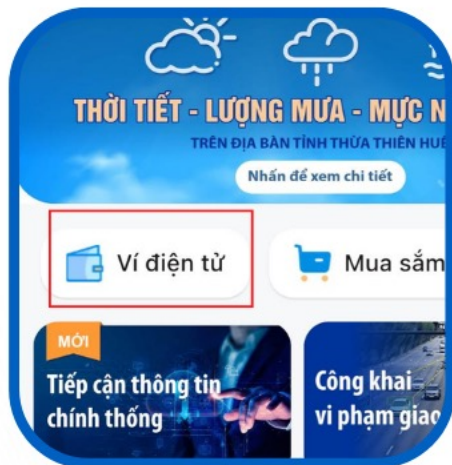 THỜI TIẾT - LƯỢNG MƯA - MỰC N
TRÊN ĐỊA BÀN TỈNH THỪA THIÊN HUẾ
Nhấn để xem chi tiết
Ví điện tử
Mua sắm
MỚI
Tiếp cận thông tin
chính thống
Công khai
vi phạm giao